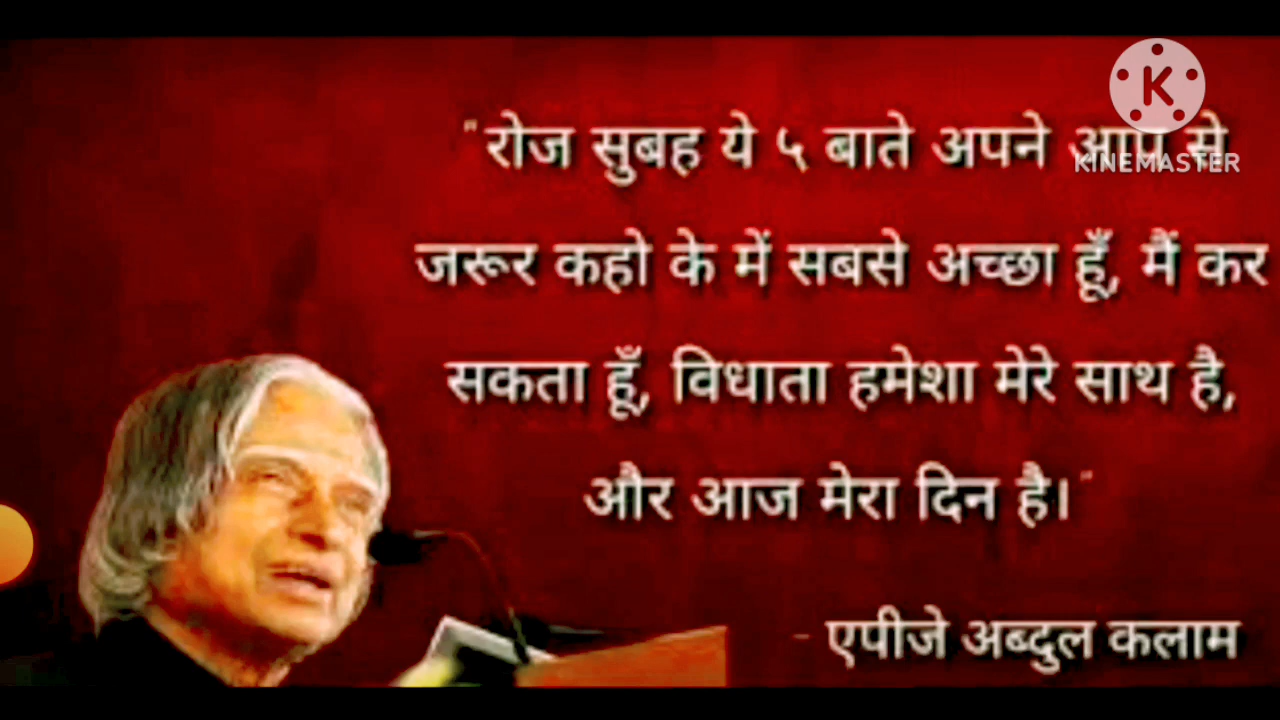 "रोज सुबह ये ५ बाते अपने आप से
जरूर कहो के में सबसे अच्छा हूँ, मैं कर
सकता हूँ, विधाता हमेशा मेरे साथ है,
और आज मेरा दिन है।"
- एपीजे अब्दुल कलाम
K
KINEMASTER